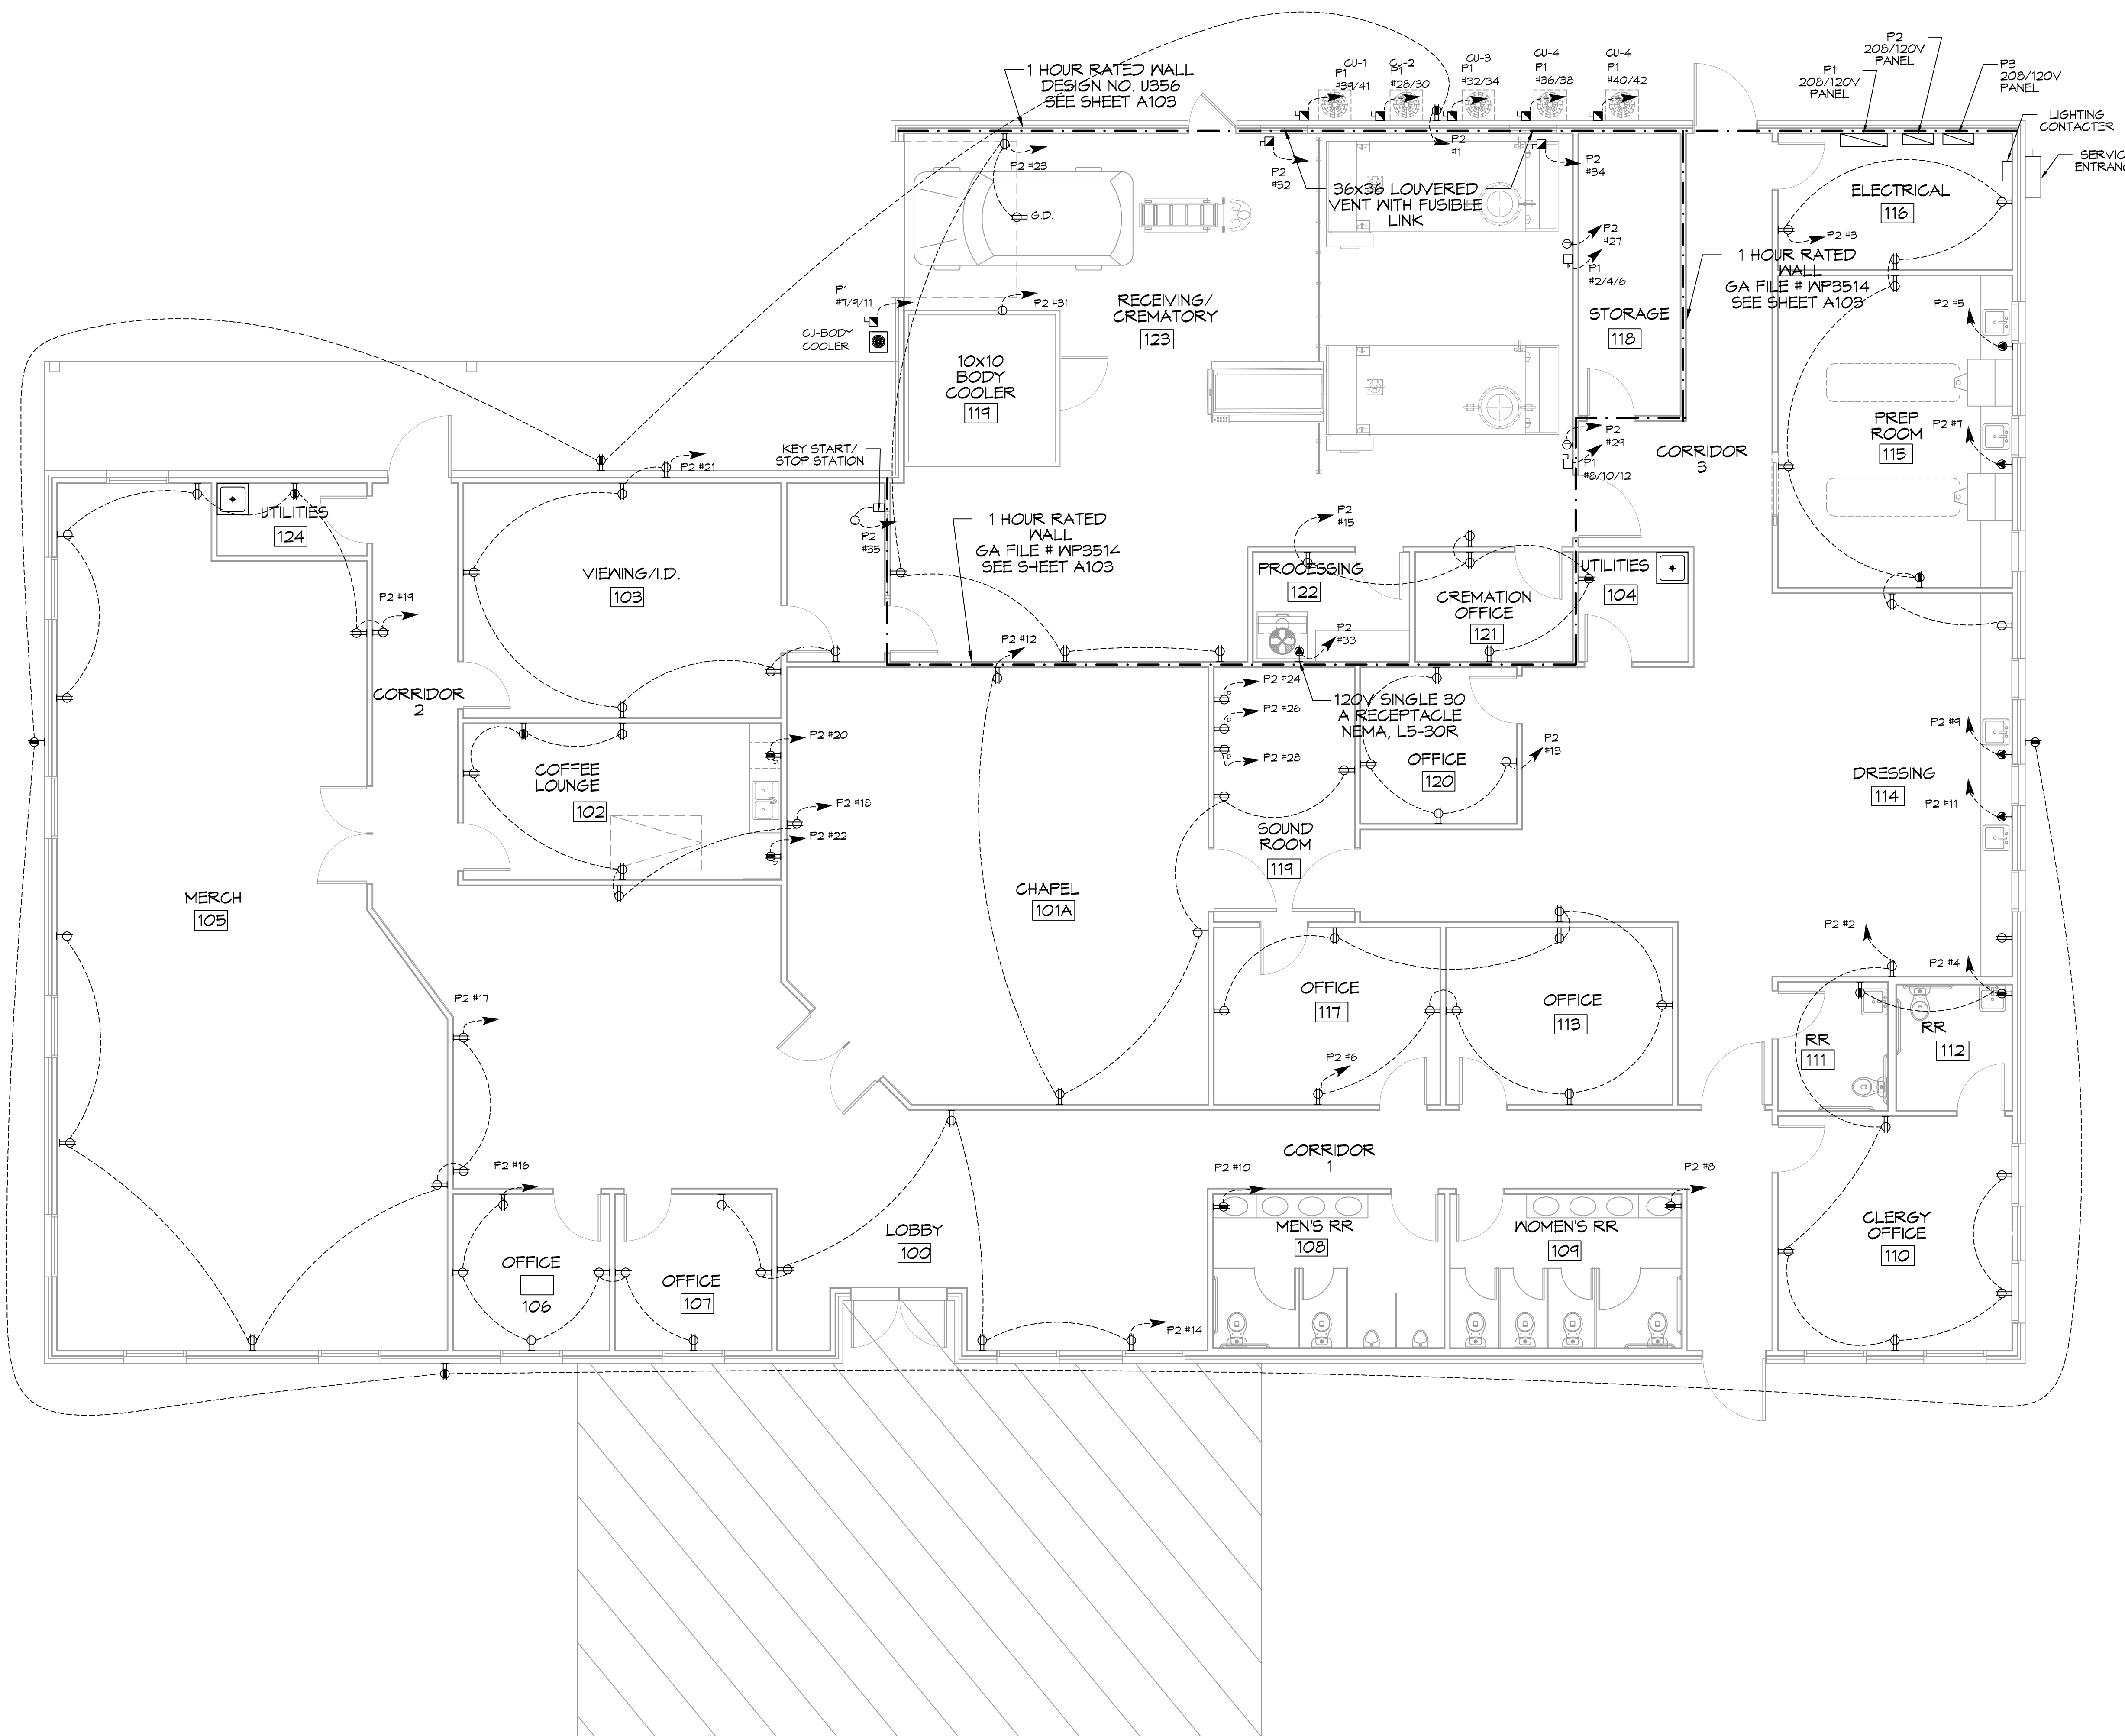 P2
208/120V
PANEL
P1
208/120V
PANEL
P3
208/120V
PANEL
LIGHTING
CONTACTER
1 HOUR RATED WALL
DESIGN NO. U356
SEE SHEET A103
CU-1
P1
#39/41
CU-2
P1
#28/30
CU-3
P1
#32/34
CU-4
P1
#36/38
CU-4
P1
#40/42
P2 #23
G.D.
P2
#32
P2
#1
P2
#34
36x36 LOUVERED
VENT WITH FUSIBLE
LINK
ELECTRICAL
116
P2 #3
P2
#27
P1
#2/4/6
1 HOUR RATED
WALL
GA FILE # WP3514
SEE SHEET A103
P1
#7/9/11
P2 #31
CU-BODY
COOLER
RECEIVING/
CREMATORY
123
STORAGE
118
P2 #5
10x10
BODY
COOLER
119
PREP
ROOM
115
P2 #7
P2
#29
P1
#8/10/12
CORRIDOR
3
KEY START/
STOP STATION
P2 #21
UTILITIES
124
P2
#35
1 HOUR RATED
WALL
GA FILE # WP3514
SEE SHEET A103
P2
#15
VIEWING/I.D.
103
PROCESSING
122
UTILITIES
104
CREMATION
OFFICE
121
P2 #19
P2 #12
P2
#33
CORRIDOR
2
P2 #24
P2 #26
P2 #28
120V SINGLE 30
A RECEPTACLE
NEMA, L5-30R
P2 #20
P2
#13
P2 #9
COFFEE
LOUNGE
102
OFFICE
120
DRESSING
114
P2 #18
P2 #22
P2 #11
SOUND
ROOM
119
MERCH
105
CHAPEL
101A
P2 #2
P2 #4
P2 #17
OFFICE
117
OFFICE
113
RR
111
RR
112
P2 #6
CORRIDOR
1
P2 #16
P2 #10
P2 #8
LOBBY
100
MEN'S RR
108
WOMEN'S RR
109
CLERGY
OFFICE
110
OFFICE
106
OFFICE
107
P2 #14